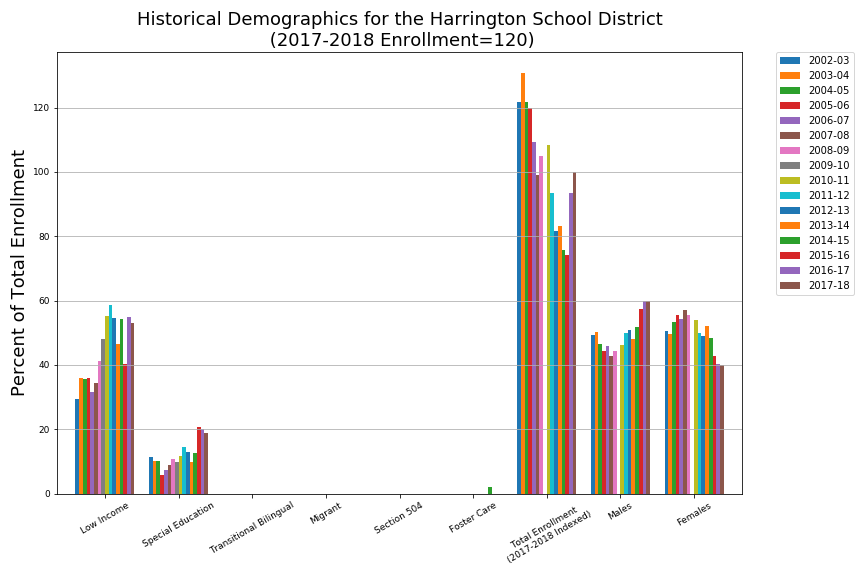 Historical Demographics for the Harrington School District
(2017-2018 Enrollment=120)
Percent of Total Enrollment
120
100
80
60
40
20
0
Low Income
Special Education
Transitional Bilingual
Migrant
Section 504
Foster Care
Total Enrollment
(2017-2018 Indexed)
Males
Females
2002-03
2003-04
2004-05
2005-06
2006-07
2007-08
2008-09
2009-10
2010-11
2011-12
2012-13
2013-14
2014-15
2015-16
2016-17
2017-18